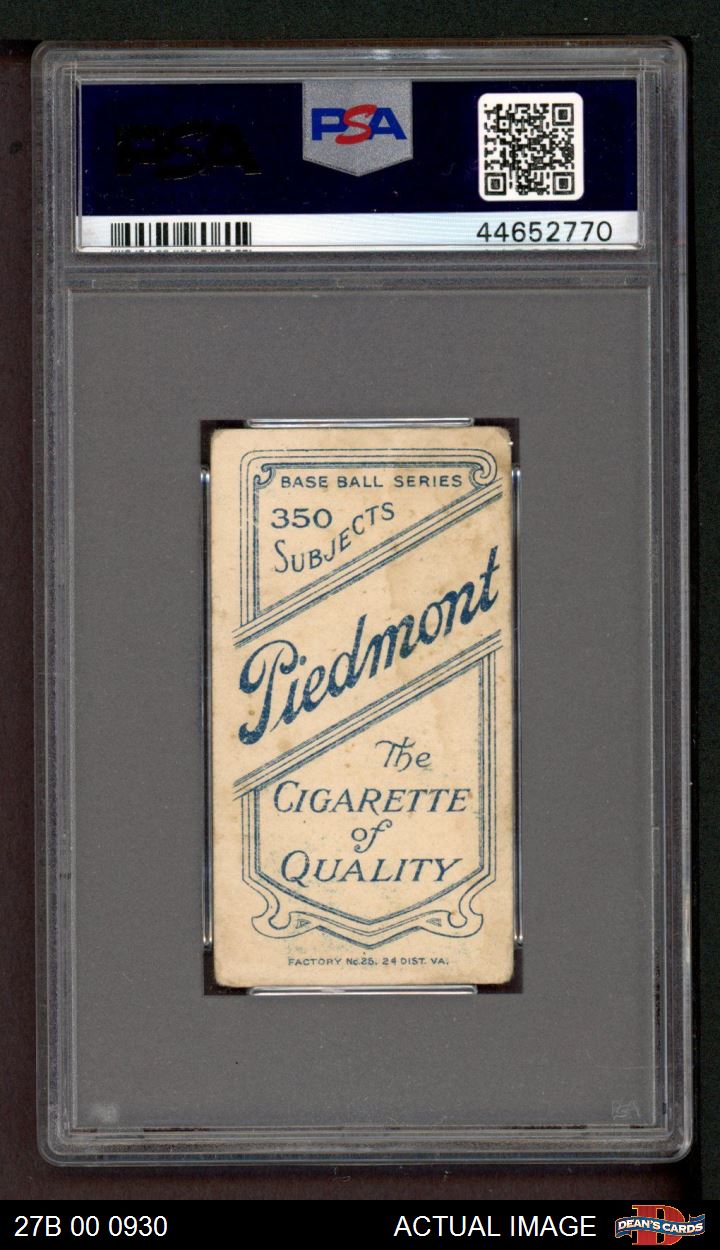 PSA
PSA
44652770
BASE BALL SERIES
350
SUBJECTS
Piedmont
The
CIGARETTE
of
QUALITY
FACTORY No. 25. 24 DIST. VA.
PSA
27B 00 0930 ACTUAL IMAGE DEAN'S CARDS